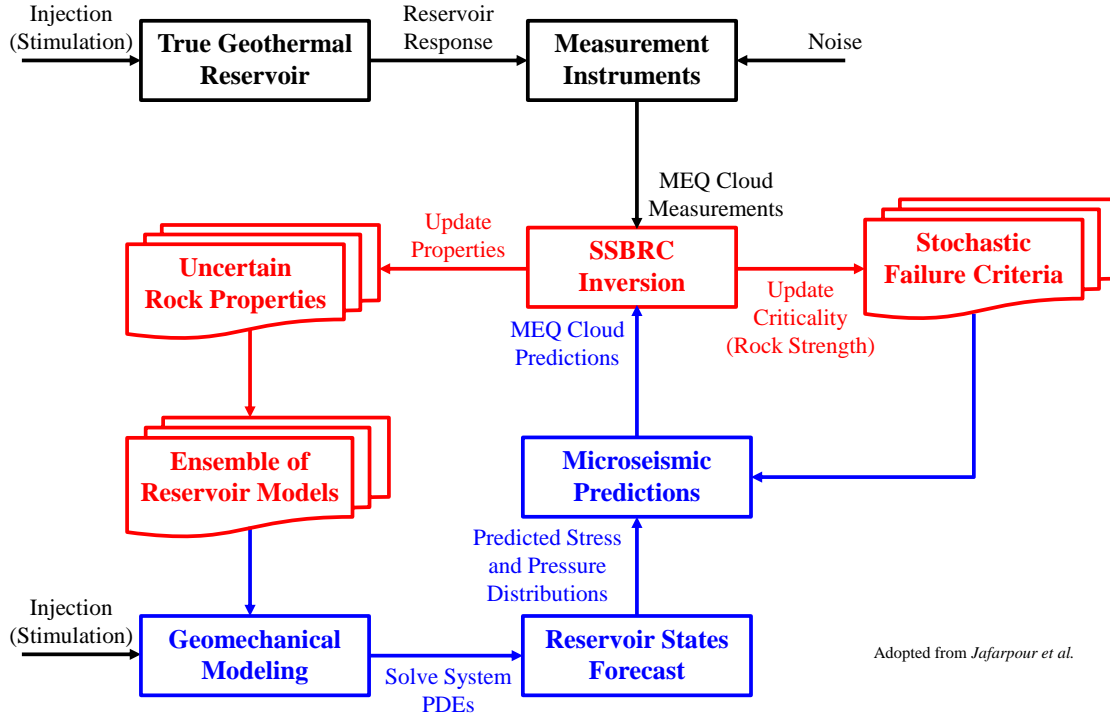 Injection
(Stimulation)
True Geothermal
Reservoir
Reservoir
Response
Measurement
Instruments
Noise
MEQ Cloud
Measurements
Update
Properties
Uncertain
Rock Properties
SSBRC
Inversion
Update
Criticality
(Rock Strength)
Stochastic
Failure Criteria
MEQ Cloud
Predictions
Ensemble of
Reservoir Models
Microseismic
Predictions
Predicted Stress
and Pressure
Distributions
Injection
(Stimulation)
Geomechanical
Modeling
Solve System
PDEs
Reservoir States
Forecast
Adopted from Jafarpour et al.